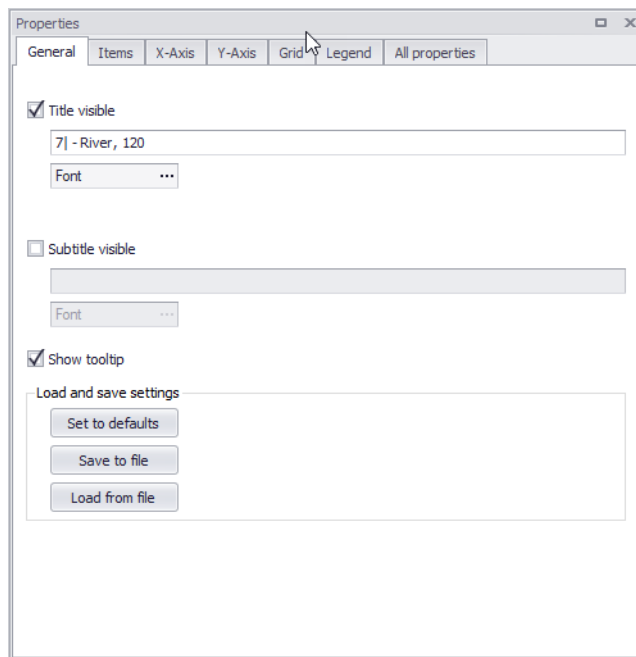 Properties
General Items X-Axis Y-Axis Grid Legend All properties
Title visible
7| - River, 120
Font ...
Subtitle visible
Font ...
Show tooltip
Load and save settings
Set to defaults
Save to file
Load from file